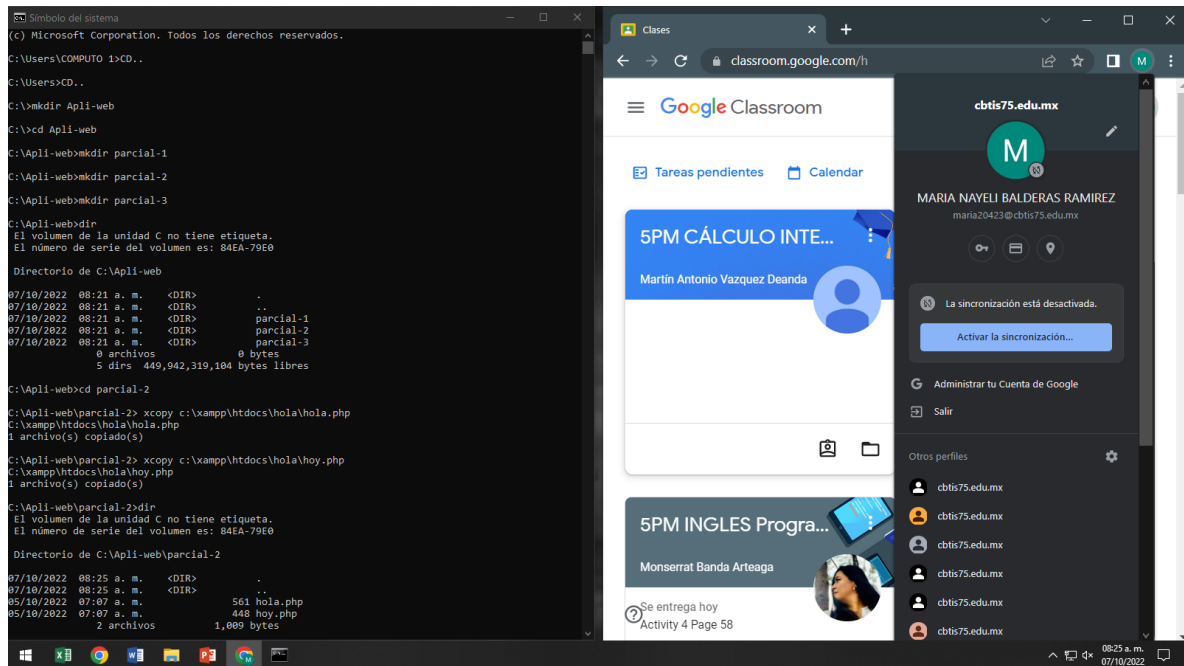 Símbolo del sistema
(c) Microsoft Corporation. Todos los derechos reservados.
C:\Users\COMPUTO 1>CD..
C:\Users>CD..
C:\>mkdir Apli-web
C:\>cd Apli-web
C:\Apli-web>mkdir parcial-1
C:\Apli-web>mkdir parcial-2
C:\Apli-web>mkdir parcial-3
C:\Apli-web>dir
El volumen de la unidad C no tiene etiqueta.
El número de serie del volumen es: 84EA-79E0
Directorio de C:\Apli-web
07/10/2022 08:21 a. m. <DIR> .
07/10/2022 08:21 a. m. <DIR> ..
07/10/2022 08:21 a. m. <DIR> parcial-1
07/10/2022 08:21 a. m. <DIR> parcial-2
07/10/2022 08:21 a. m. <DIR> parcial-3
0 archivos 0 bytes
5 dirs 449,942,319,104 bytes libres
C:\Apli-web>cd parcial-2
C:\Apli-web\parcial-2> xcopy c:\xampp\htdocs\hola\hola.php
C:\xampp\htdocs\hola\hola.php
1 archivo(s) copiado(s)
C:\Apli-web\parcial-2> xcopy c:\xampp\htdocs\hola\hoy.php
C:\xampp\htdocs\hola\hoy.php
1 archivo(s) copiado(s)
C:\Apli-web\parcial-2>dir
El volumen de la unidad C no tiene etiqueta.
El número de serie del volumen es: 84EA-79E0
Directorio de C:\Apli-web\parcial-2
07/10/2022 08:25 a. m. <DIR> .
07/10/2022 08:25 a. m. <DIR> ..
05/10/2022 07:07 a. m. 561 hola.php
05/10/2022 07:07 a. m. 448 hoy.php
2 archivos 1,009 bytes
Clases
classroom.google.com/h
M
Google Classroom
Tareas pendientes
Calendar
5PM CÁLCULO INTE...
Martín Antonio Vazquez Deanda
5PM INGLES Progra...
Monserrat Banda Arteaga
Se entrega hoy
Activity 4 Page 58
cbtis75.edu.mx
M
MARIA NAYELI BALDERAS RAMIREZ
maria20423@cbtis75.edu.mx
La sincronización está desactivada.
Activar la sincronización...
Administrar tu Cuenta de Google
Salir
Otros perfiles
cbtis75.edu.mx
cbtis75.edu.mx
cbtis75.edu.mx
cbtis75.edu.mx
cbtis75.edu.mx
cbtis75.edu.mx
08:25 a. m.
07/10/2022